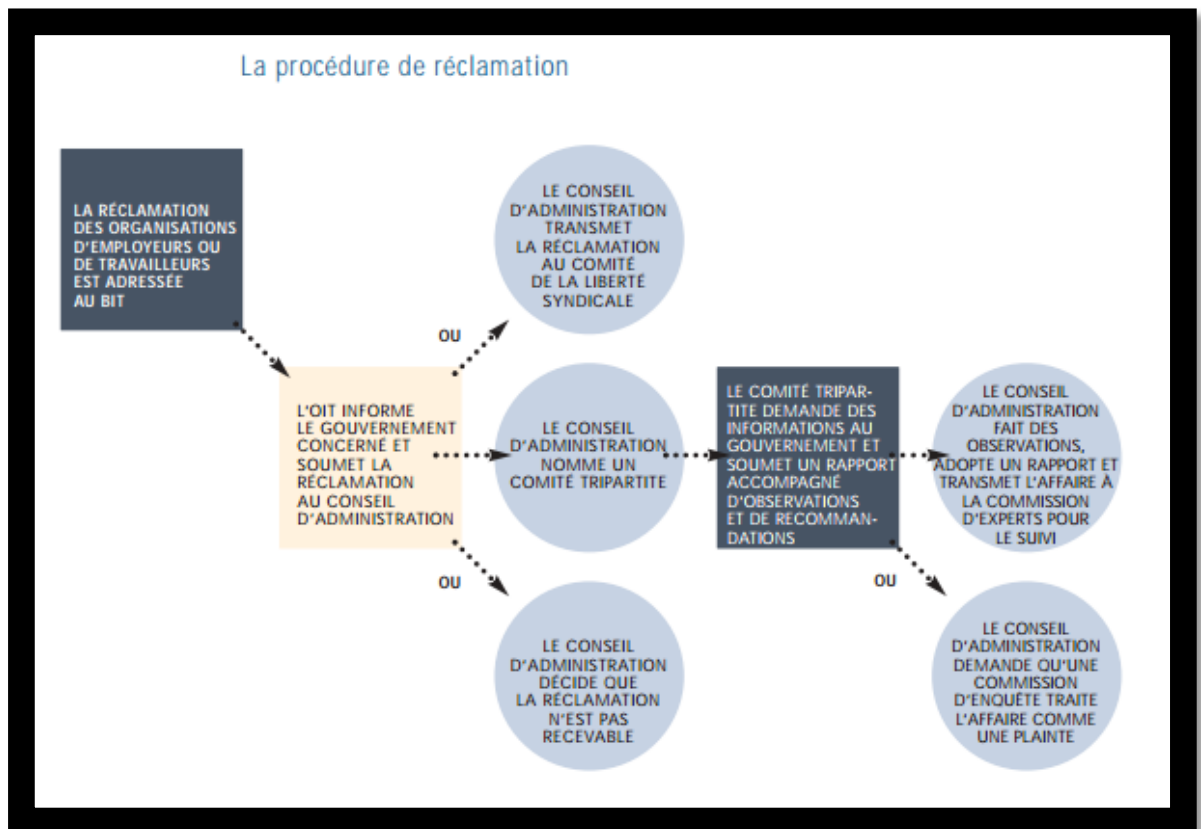 La procédure de réclamation
LA RÉCLAMATION
DES ORGANISATIONS
D'EMPLOYEURS OU
DE TRAVAILLEURS
EST ADRESSÉE
AU BIT
L'OIT INFORME
LE GOUVERNEMENT
CONCERNÉ ET
SOUMET LA
RÉCLAMATION
AU CONSEIL
D'ADMINISTRATION
OU
LE CONSEIL
D'ADMINISTRATION
TRANSMET
LA RÉCLAMATION
AU COMITÉ
DE LA LIBERTÉ
SYNDICALE
LE CONSEIL
D'ADMINISTRATION
NOMME UN
COMITÉ TRIPARTITE
OU
LE CONSEIL
D'ADMINISTRATION
DÉCIDE QUE
LA RÉCLAMATION
N'EST PAS
RECEVABLE
LE COMITÉ TRIPAR-
TITE DEMANDE DES
INFORMATIONS AU
GOUVERNEMENT ET
SOUMET UN RAPPORT
ACCOMPAGNÉ
D'OBSERVATIONS
ET DE RECOMMAN-
DATIONS
LE CONSEIL
D'ADMINISTRATION
FAIT DES
OBSERVATIONS,
ADOPTE UN RAPPORT ET
TRANSMET L'AFFAIRE À
LA COMMISSION
D'EXPERTS POUR
LE SUIVI
OU
LE CONSEIL
D'ADMINISTRATION
DEMANDE QU'UNE
COMMISSION
D'ENQUÊTE TRAITE
L'AFFAIRE COMME
UNE PLAINTE